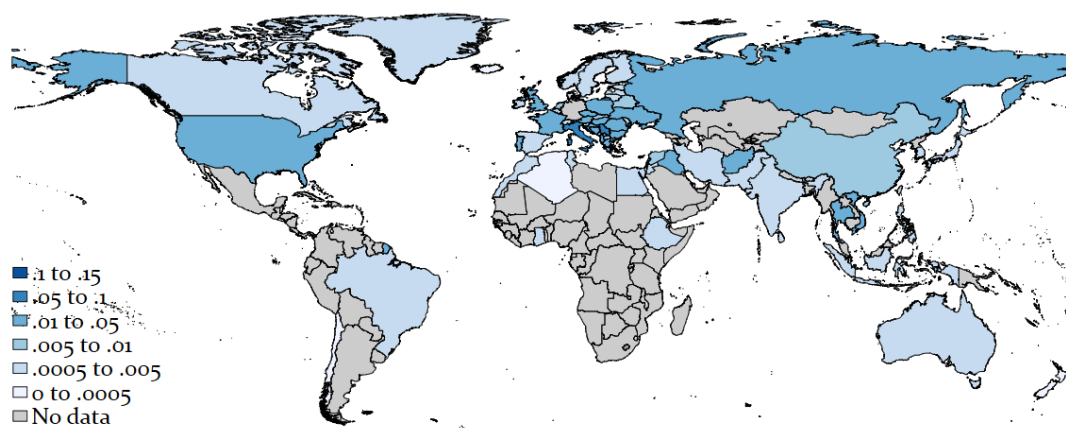 .1 to .15
.05 to .1
.01 to .05
.005 to .01
.0005 to .005
0 to .0005
No data